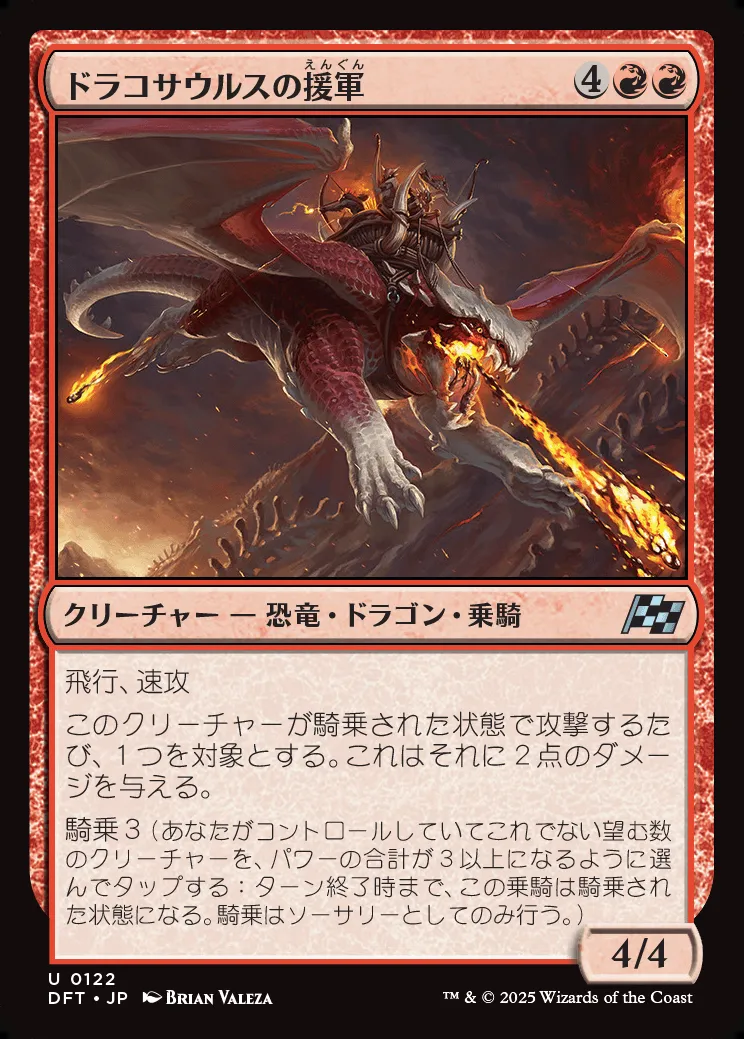 えんぐん
ドラコサウルスの援軍 4
クリーチャー — 恐竜・ドラゴン・乗騎
飛行、速攻
このクリーチャーが騎乗された状態で攻撃するた
び、1つを対象とする。これはそれに2点のダメー
ジを与える。
騎乗3（あなたがコントロールしていてこれでない望む数
のクリーチャーを、パワーの合計が3以上になるように選
んでタップする：ターン終了時まで、この乗騎は騎乗され
た状態になる。騎乗はソーサリーとしてのみ行う。）
4/4
U 0122
DFT • JP BRIAN VALEZA
™ & © 2025 Wizards of the Coast